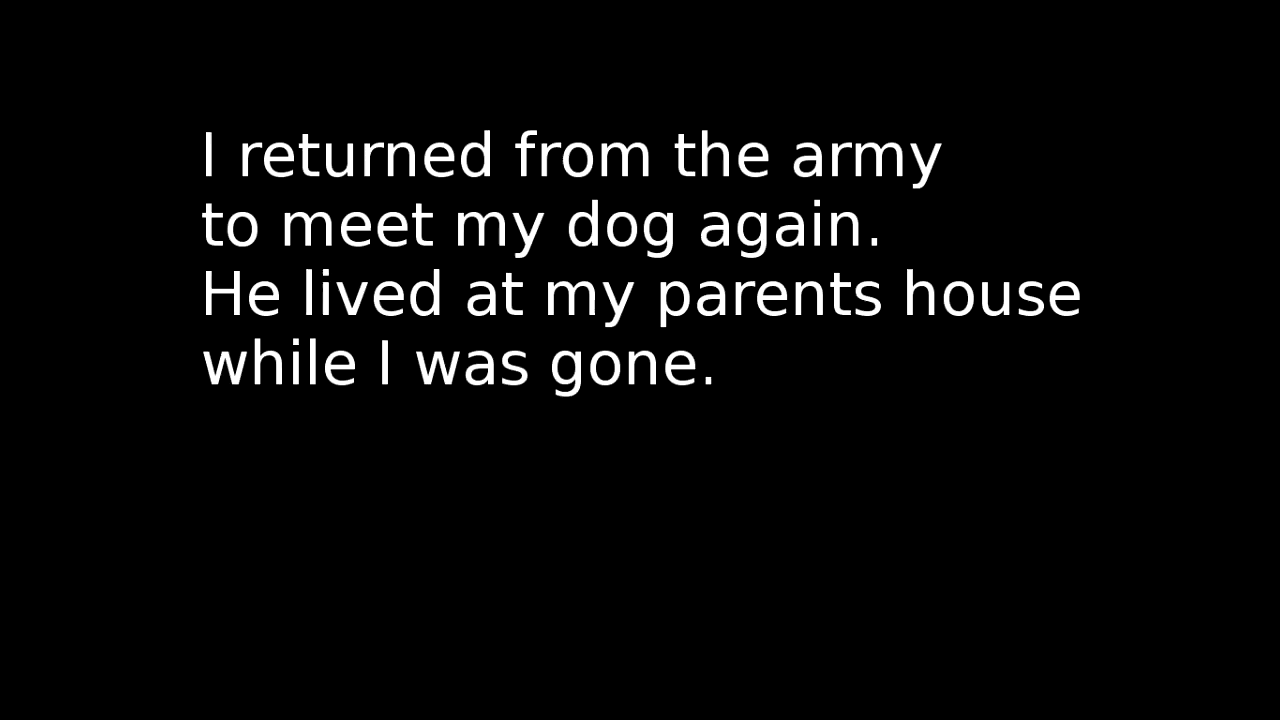 I returned from the army
to meet my dog again.
He lived at my parents house
while I was gone.